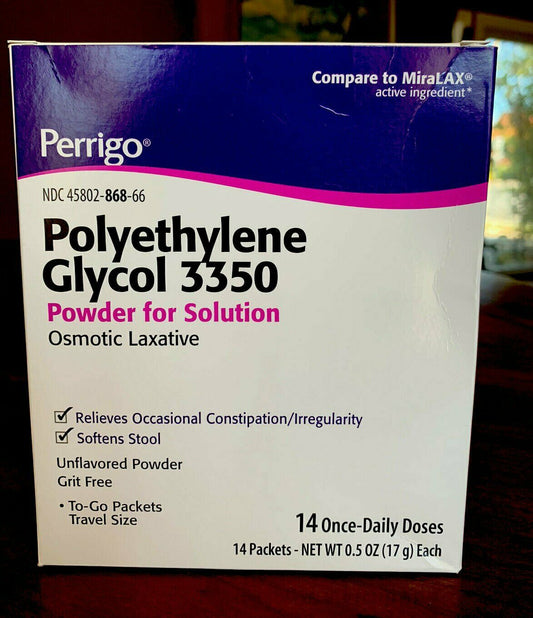 Compare to MiraLAX®
active ingredient*
Perrigo®
NDC 45802-868-66
Polyethylene
Glycol 3350
Powder for Solution
Osmotic Laxative
Relieves Occasional Constipation/Irregularity
Softens Stool
Unflavored Powder
Grit Free
• To-Go Packets
Travel Size
14 Once-Daily Doses
14 Packets - NET WT 0.5 OZ (17 g) Each